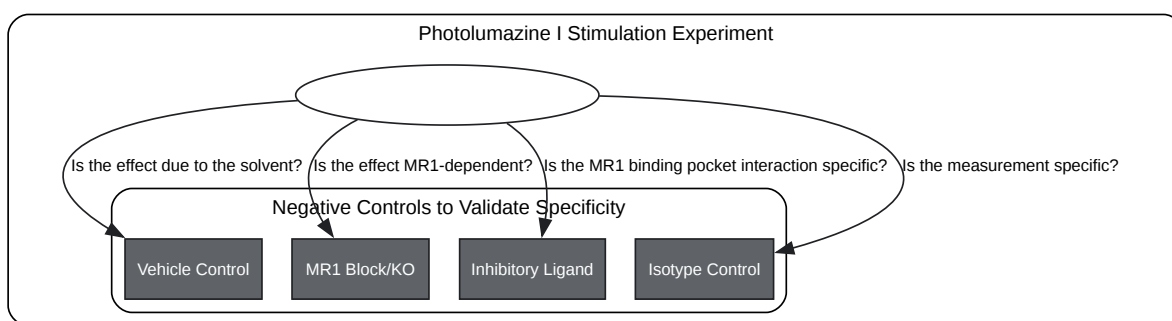 Photolumazine I Stimulation Experiment
Is the effect due to the solvent?
Is the effect MR1-dependent?
Is the MR1 binding pocket interaction specific?
Is the measurement specific?
Negative Controls to Validate Specificity
Vehicle Control
MR1 Block/KO
Inhibitory Ligand
Isotype Control